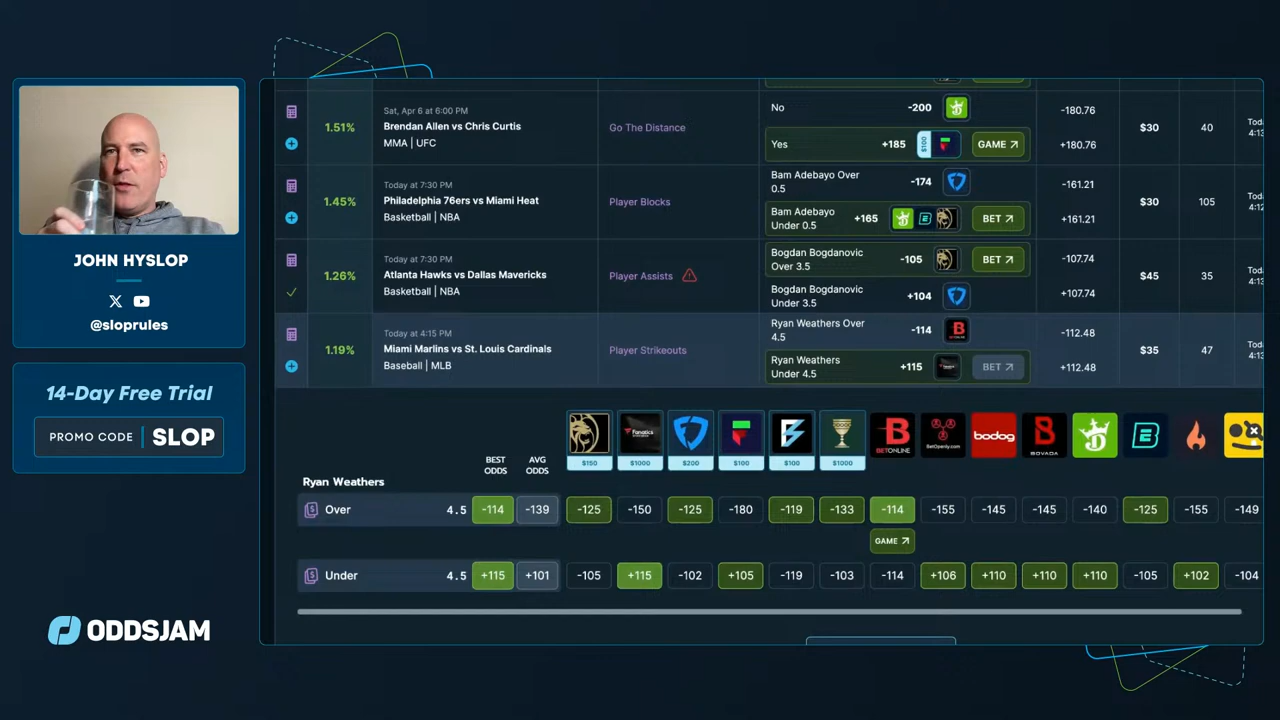 JOHN HYSLOP
@sloprules
14-Day Free Trial
PROMO CODE | SLOP
ODDSJAM
1.51%
Sat, Apr 6 at 6:00 PM
Brendan Allen vs Chris Curtis
MMA | UFC
Go The Distance
No -200
Yes +185 $100 GAME
-180.76
+180.76
$30 40
1.45%
Today at 7:30 PM
Philadelphia 76ers vs Miami Heat
Basketball | NBA
Player Blocks
Bam Adebayo Over 0.5 -174
Bam Adebayo Under 0.5 +165 BET
-161.21
+161.21
$30 105
1.26%
Today at 7:30 PM
Atlanta Hawks vs Dallas Mavericks
Basketball | NBA
Player Assists
Bogdan Bogdanovic Over 3.5 -105 BET
Bogdan Bogdanovic Under 3.5 +104
-107.74
+107.74
$45 35
1.19%
Today at 4:15 PM
Miami Marlins vs St. Louis Cardinals
Baseball | MLB
Player Strikeouts
Ryan Weathers Over 4.5 -114
Ryan Weathers Under 4.5 +115 BET
-112.48
+112.48
$35 47
BEST ODDS AVG ODDS
Fanatics BETONLINE BetOpenly.com bodog BOVADA
$150 $1000 $200 $100 $100 $1000
Ryan Weathers
Over 4.5 -114 -139 -125 -150 -125 -180 -119 -133 -114 -155 -145 -145 -140 -125 -155 -149
GAME
Under 4.5 +115 +101 -105 +115 -102 +105 -119 -103 -114 +106 +110 +110 +110 -105 +102 -104